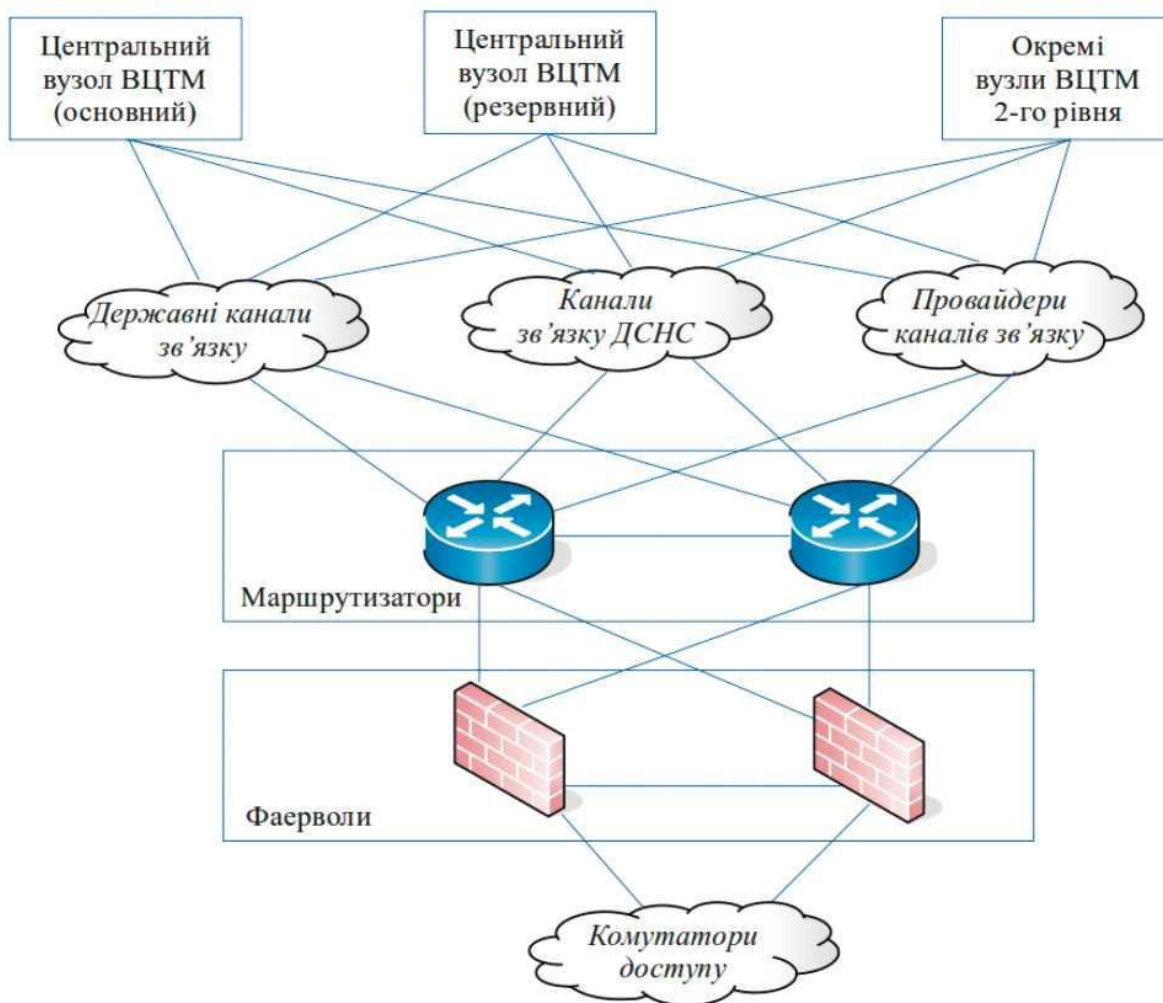 Центральний
вузол ВЦТМ
(основний)
Центральний
вузол ВЦТМ
(резервний)
Окремі
вузли ВЦТМ
2-го рівня
Державні канали
зв’язку
Канали
зв’язку ДСНС
Провайдери
каналів зв’язку
Маршрутизатори
Фаерволи
Комутатори
доступу